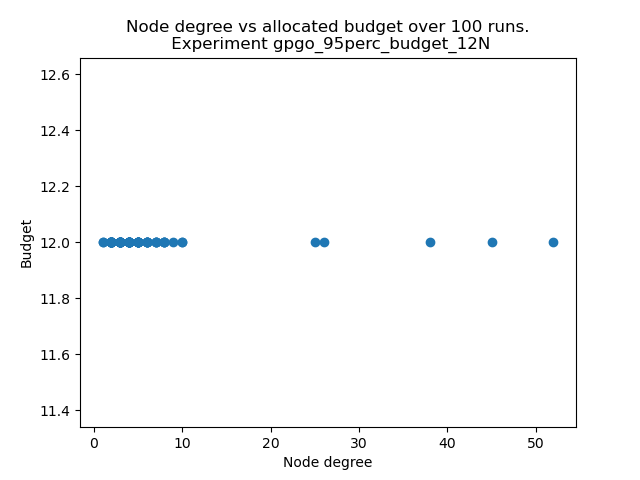 Node degree vs allocated budget over 100 runs.
Experiment gpgo_95perc_budget_12N
12.6
12.4
12.2
12.0
11.8
11.6
11.4
Budget
0 10 20 30 40 50
Node degree